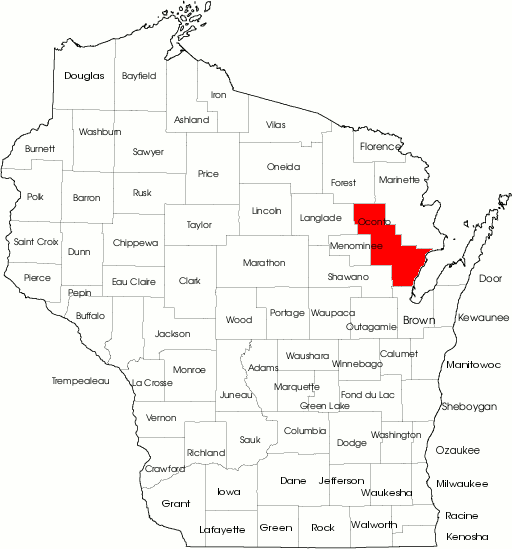 Douglas
Bayfield
Iron
Ashland
Vilas
Washburn
Burnett
Sawyer
Florence
Oneida
Price
Forest
Marinette
Polk
Barron
Rusk
Lincoln
Langlade
Oconto
Taylor
Saint Croix
Dunn
Chippewa
Menominee
Marathon
Pierce
Eau Claire
Clark
Shawano
Door
Pepin
Buffalo
Wood
Portage
Waupaca
Outagamie
Brown
Kewaunee
Jackson
Waushara
Winnebago
Calumet
Manitowoc
Trempealeau
La Crosse
Monroe
Adams
Marquette
Juneau
Green Lake
Fond du Lac
Sheboygan
Vernon
Sauk
Columbia
Dodge
Washington
Ozaukee
Richland
Crawford
Grant
Iowa
Dane
Jefferson
Waukesha
Milwaukee
Lafayette
Green
Rock
Walworth
Racine
Kenosha